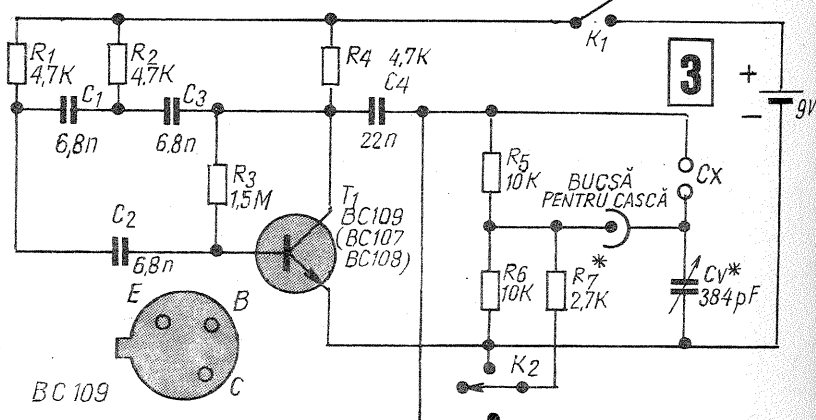 R1
4,7K
C1
6,8n
R2
4,7K
C3
6,8n
R4 4,7K
C4
22n
K1
3
+
−
9V
R3
1,5M
C2
6,8n
T1
BC109
(BC107
BC108)
R5
10K
BUCȘĂ
PENTRU CASCĂ
CX
R6
10K
R7*
2,7K
CV*
384pF
K2
E
B
C
BC 109